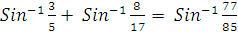 Sin⁻¹ 3/5 + Sin⁻¹ 8/17 = Sin⁻¹ 77/85